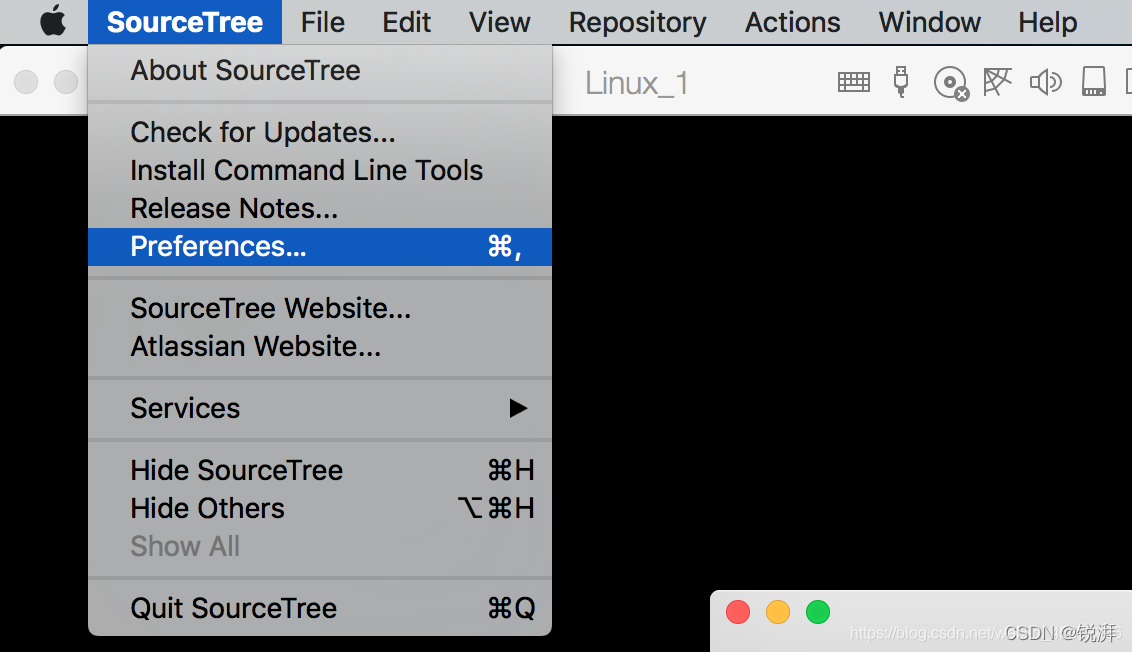 SourceTree File Edit View Repository Actions Window Help
Linux_1
About SourceTree
Check for Updates...
Install Command Line Tools
Release Notes...
Preferences... ⌘,
SourceTree Website...
Atlassian Website...
Services ▶
Hide SourceTree ⌘H
Hide Others ⌥⌘H
Show All
Quit SourceTree ⌘Q
https://blog.csdn.net/
CSDN @锐湃